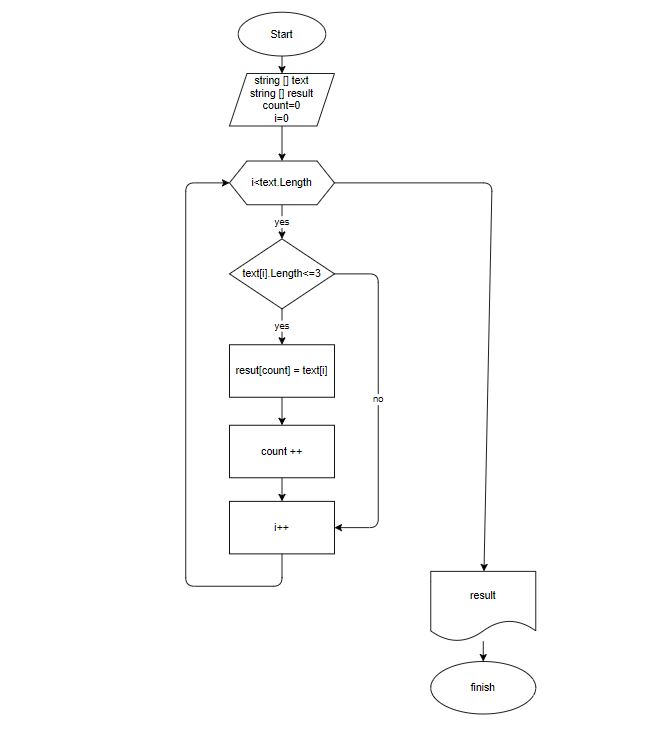 Start
string [] text
string [] result
count=0
i=0
i<text.Length
yes
text[i].Length<=3
yes
resut[count] = text[i]
no
count ++
i++
result
finish